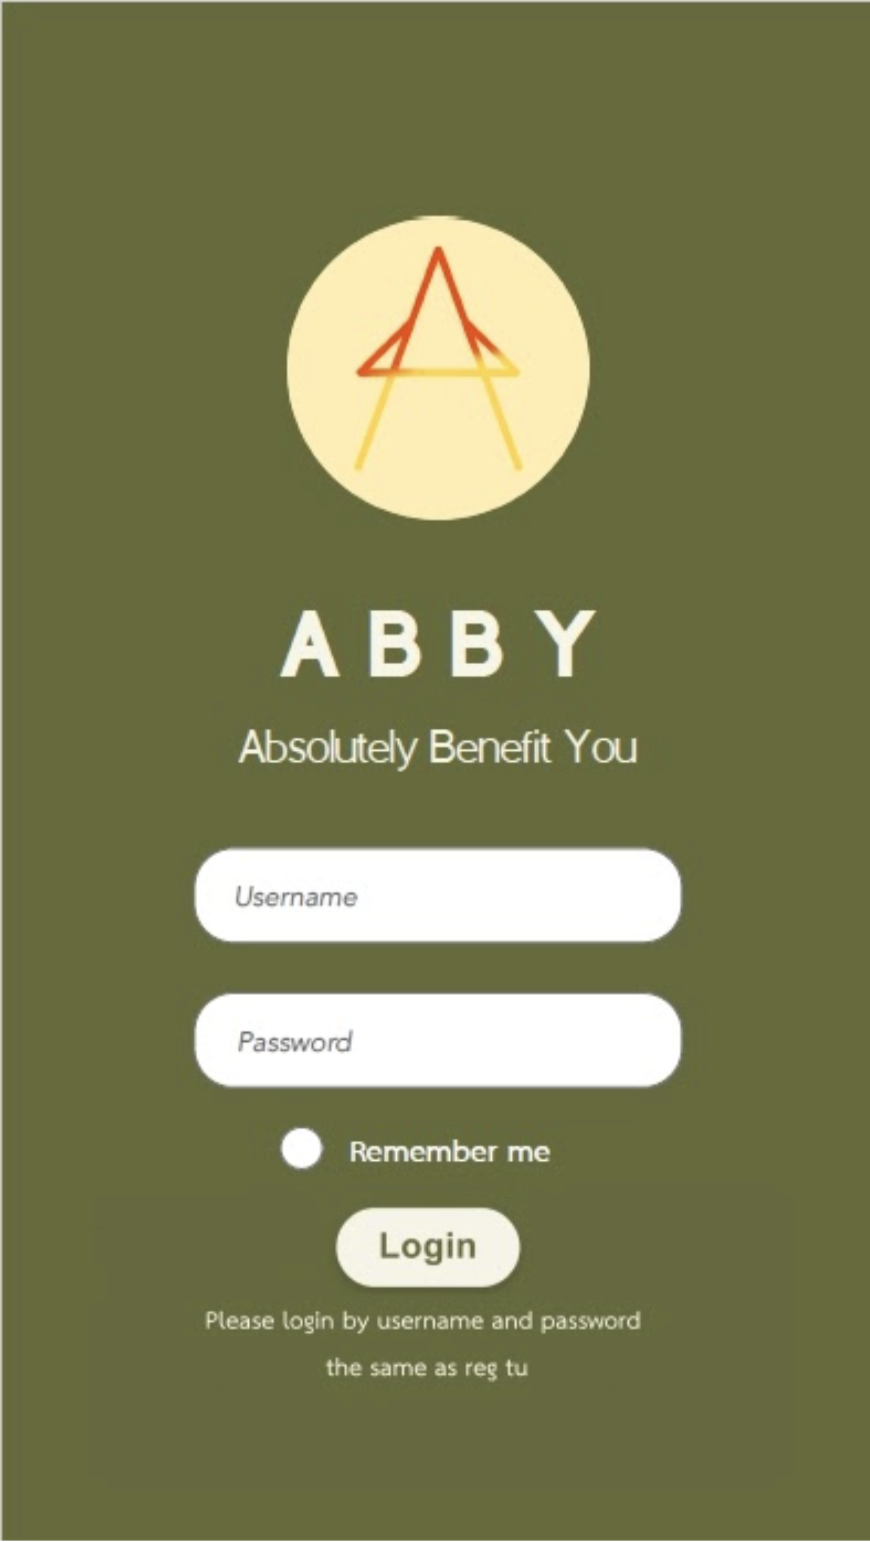 ABBY
Absolutely Benefit You
Username
Password
Remember me
Login
Please login by username and password
the same as reg tu